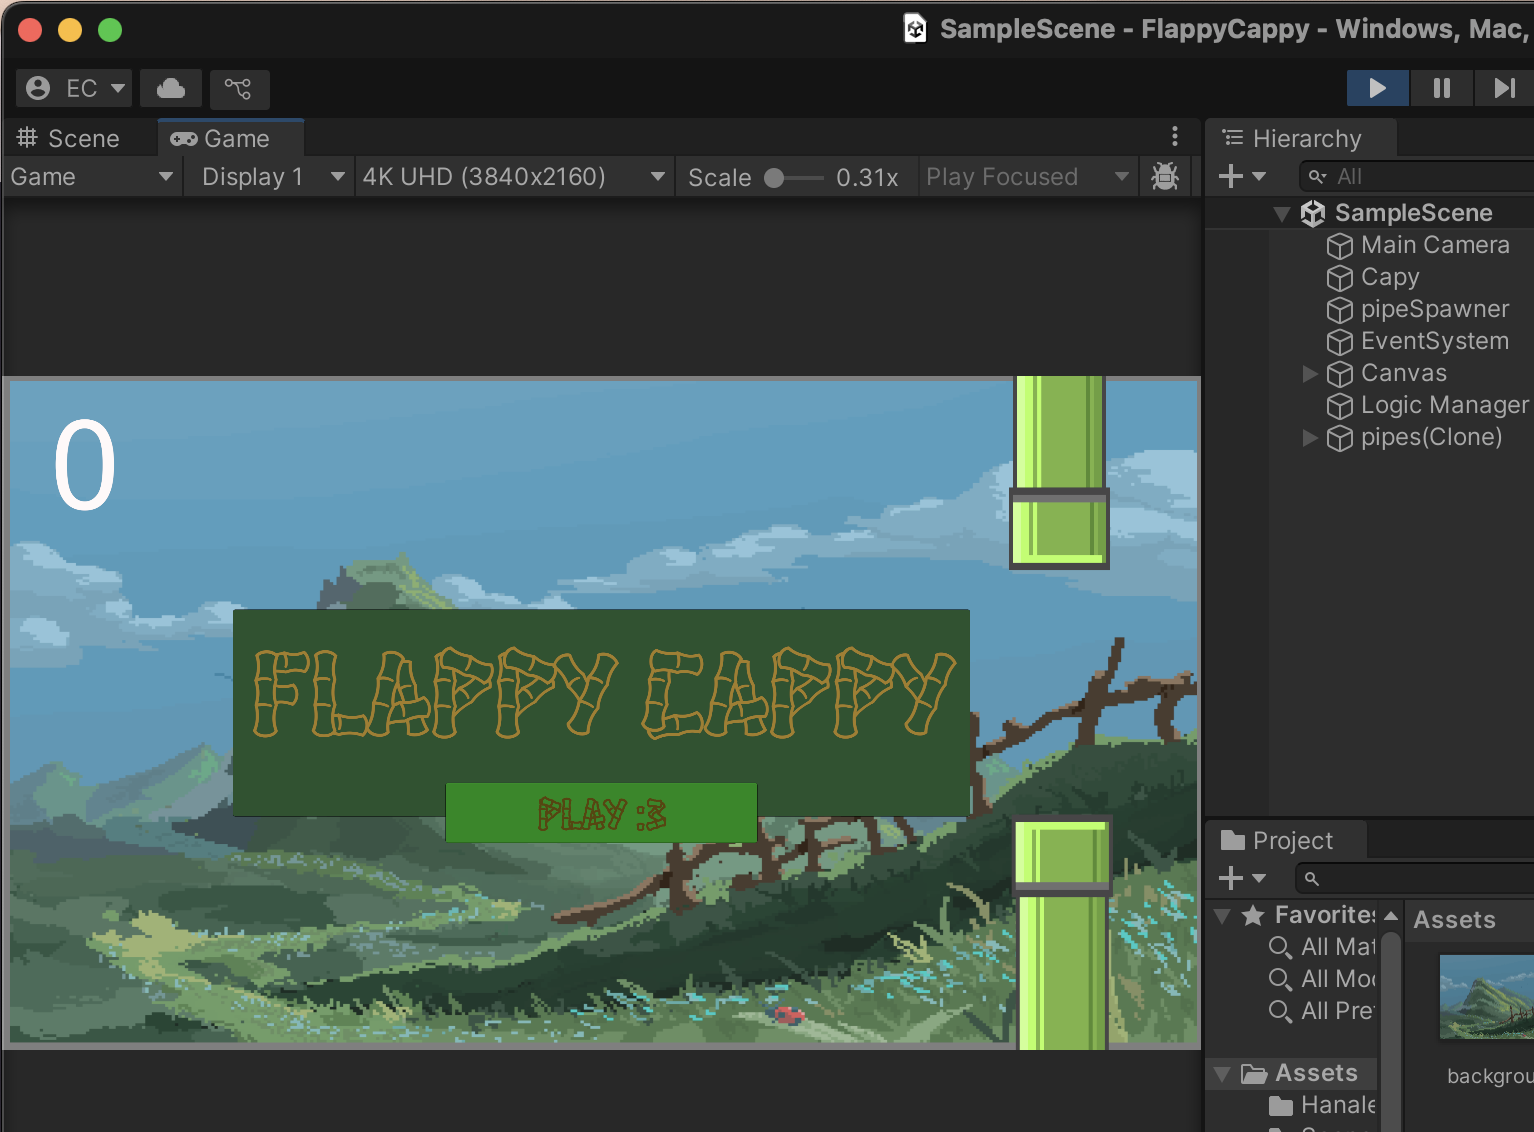 SampleScene - FlappyCappy - Windows, Mac,
EC
Scene
Game
Hierarchy
Game
Display 1
4K UHD (3840x2160)
Scale
0.31x
Play Focused
All
SampleScene
Main Camera
Capy
pipeSpawner
EventSystem
Canvas
Logic Manager
pipes(Clone)
0
FLAPPY CAPPY
PLAY :3
Project
Favorites
Assets
All Mat
All Mod
All Pre
Assets
backgrou
Hanale